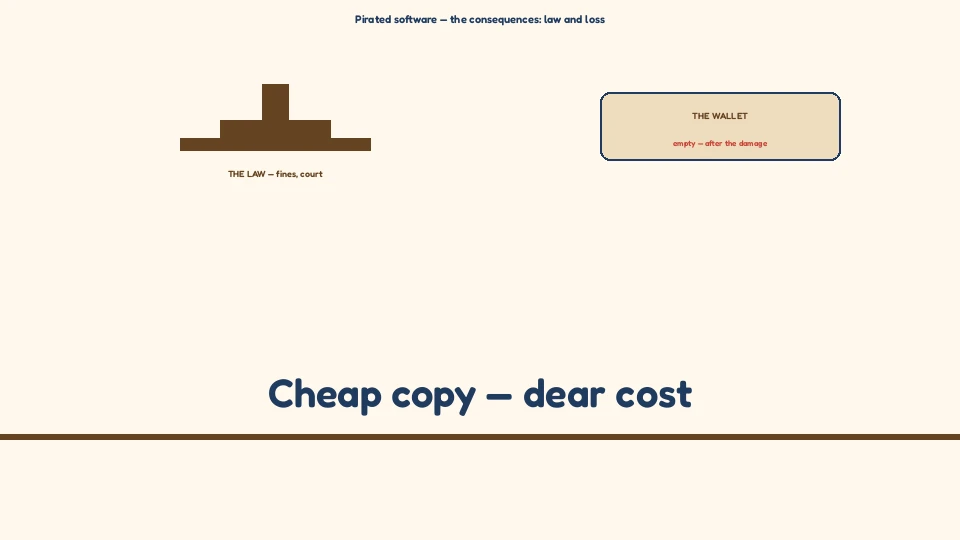 Pirated software — the consequences: law and loss
THE WALLET
empty — after the damage
THE LAW — fines, court
Cheap copy — dear cost